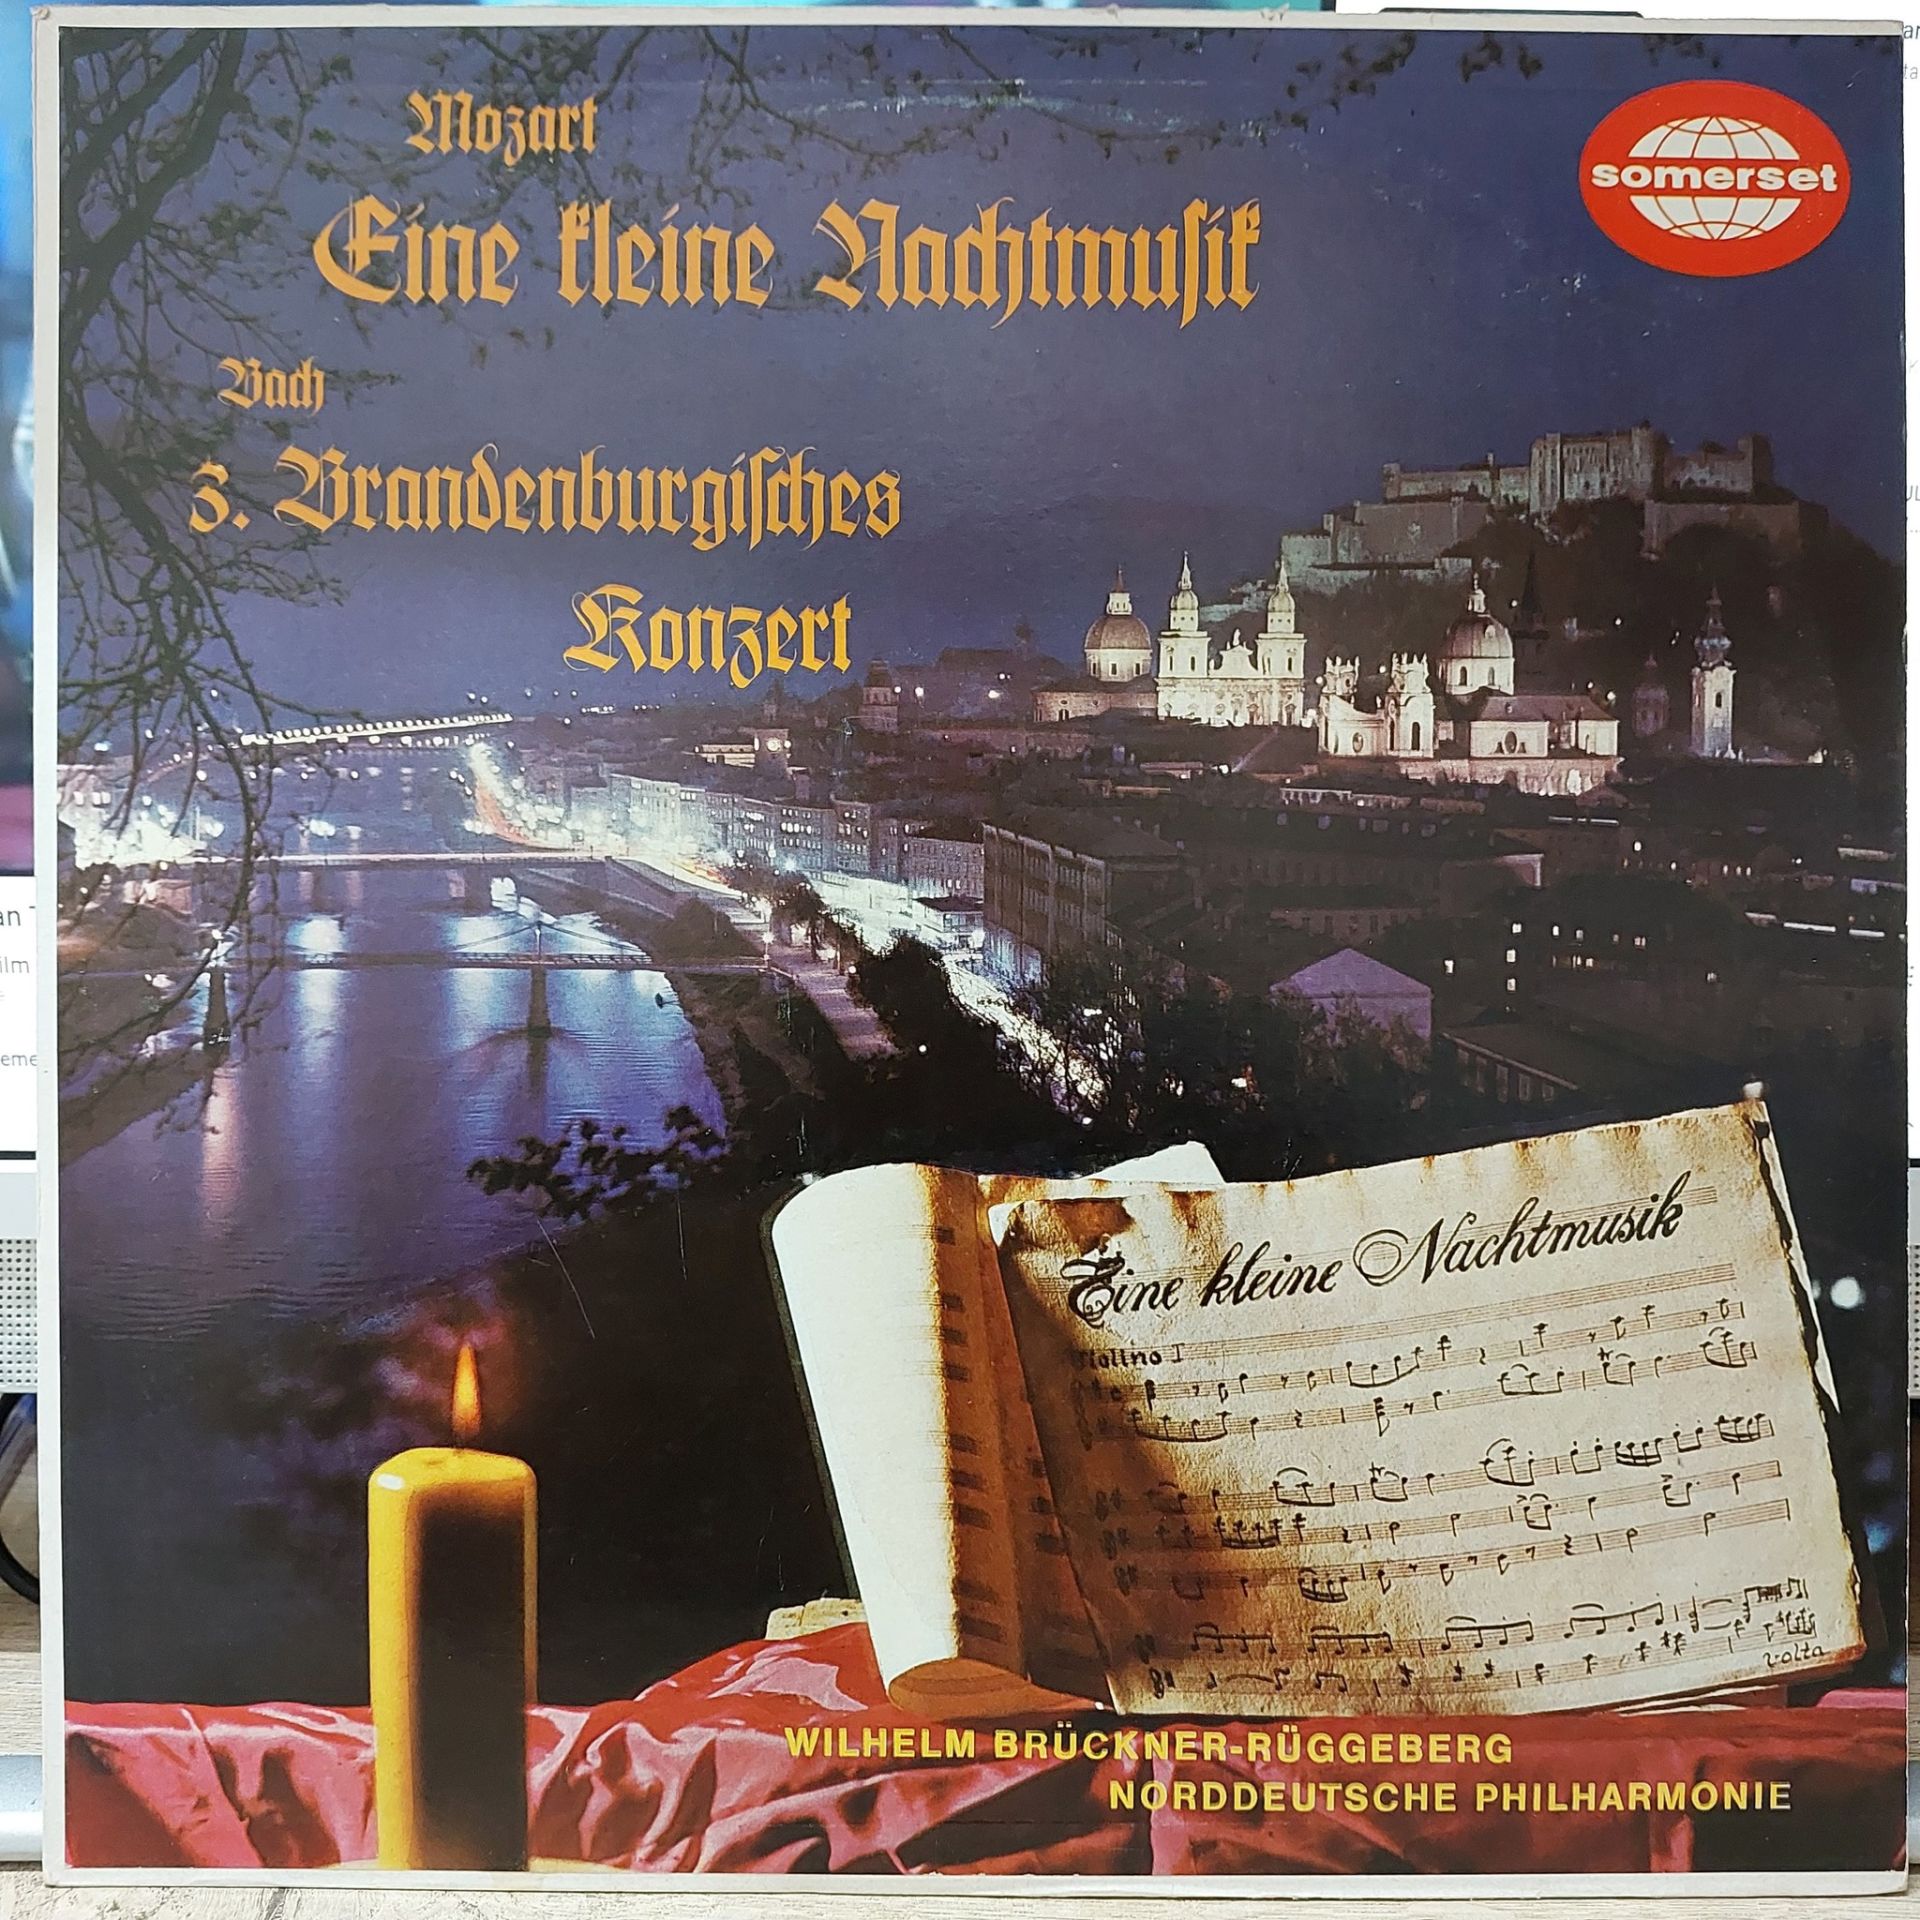 Mozart
somerset
Eine kleine Nachtmusik
Bach
3. Brandenburgisches
Konzert
Eine kleine Nachtmusik
Violino I
volta
WILHELM BRÜCKNER-RÜGGEBERG
NORDDEUTSCHE PHILHARMONIE